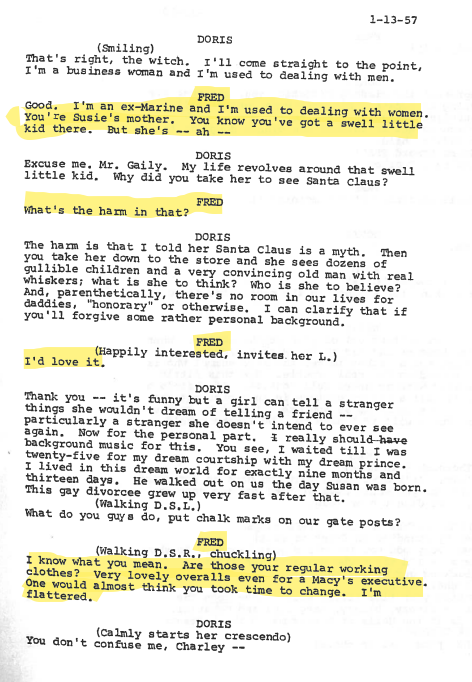 1-13-57
DORIS
(Smiling)
That's right, the witch. I'll come straight to the point,
I'm a business woman and I'm used to dealing with men.
FRED
Good. I'm an ex-Marine and I'm used to dealing with women.
You're Susie's mother. You know you've got a swell little
kid there. But she's -- ah --
DORIS
Excuse me. Mr. Gaily. My life revolves around that swell
little kid. Why did you take her to see Santa Claus?
FRED
What's the harm in that?
DORIS
The harm is that I told her Santa Claus is a myth. Then
you take her down to the store and she sees dozens of
gullible children and a very convincing old man with real
whiskers; what is she to think? Who is she to believe?
And, parenthetically, there's no room in our lives for
daddies, "honorary" or otherwise. I can clarify that if
you'll forgive some rather personal background.
FRED
(Happily interested, invites her L.)
I'd love it.
DORIS
Thank you -- it's funny but a girl can tell a stranger
things she wouldn't dream of telling a friend --
particularly a stranger she doesn't intend to ever see
again. Now for the personal part. I really should have
background music for this. You see, I waited till I was
twenty-five for my dream courtship with my dream prince.
I lived in this dream world for exactly nine months and
thirteen days. He walked out on us the day Susan was born.
This gay divorcee grew up very fast after that.
(Walking D.S.L.)
What do you guys do, put chalk marks on our gate posts?
FRED
(Walking D.S.R., chuckling)
I know what you mean. Are those your regular working
clothes? Very lovely overalls even for a Macy's executive.
One would almost think you took time to change. I'm
flattered.
DORIS
(Calmly starts her crescendo)
You don't confuse me, Charley --